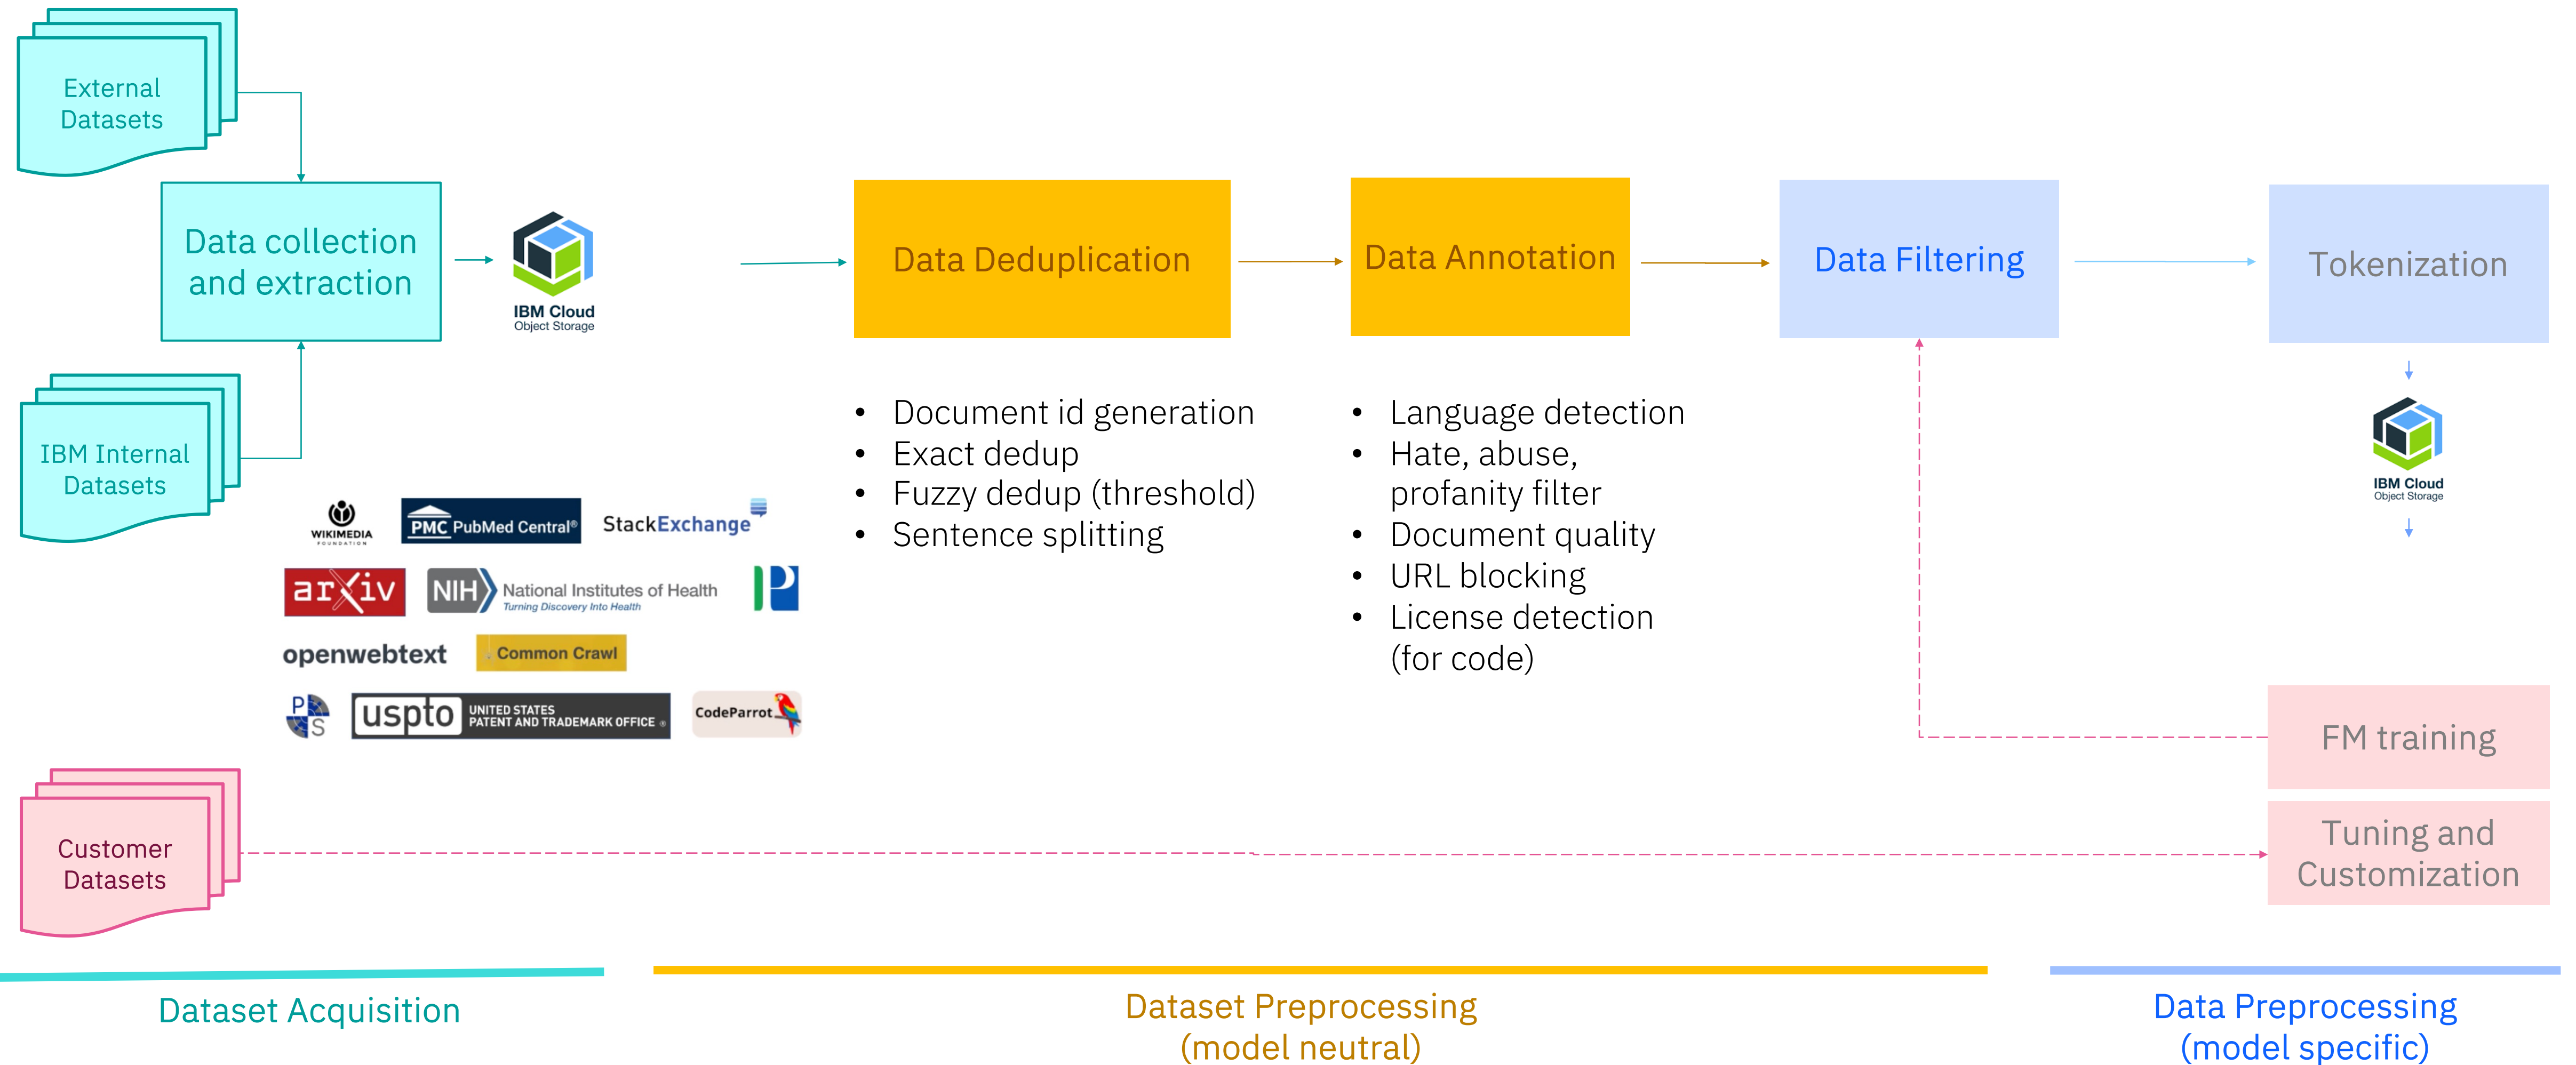 External
Datasets
Data collection
and extraction
IBM Cloud
Object Storage
Data Deduplication
Data Annotation
Data Filtering
Tokenization
IBM Internal
Datasets
• Document id generation
• Exact dedup
• Fuzzy dedup (threshold)
• Sentence splitting
• Language detection
• Hate, abuse,
profanity filter
• Document quality
• URL blocking
• License detection
(for code)
IBM Cloud
Object Storage
WIKIMEDIA
FOUNDATION
PMC PubMed Central®
StackExchange
arXiv
NIH National Institutes of Health
Turning Discovery Into Health
P
openwebtext
Common Crawl
P
S
uspto UNITED STATES
PATENT AND TRADEMARK OFFICE ®
CodeParrot
FM training
Customer
Datasets
Tuning and
Customization
Dataset Acquisition
Dataset Preprocessing
(model neutral)
Data Preprocessing
(model specific)